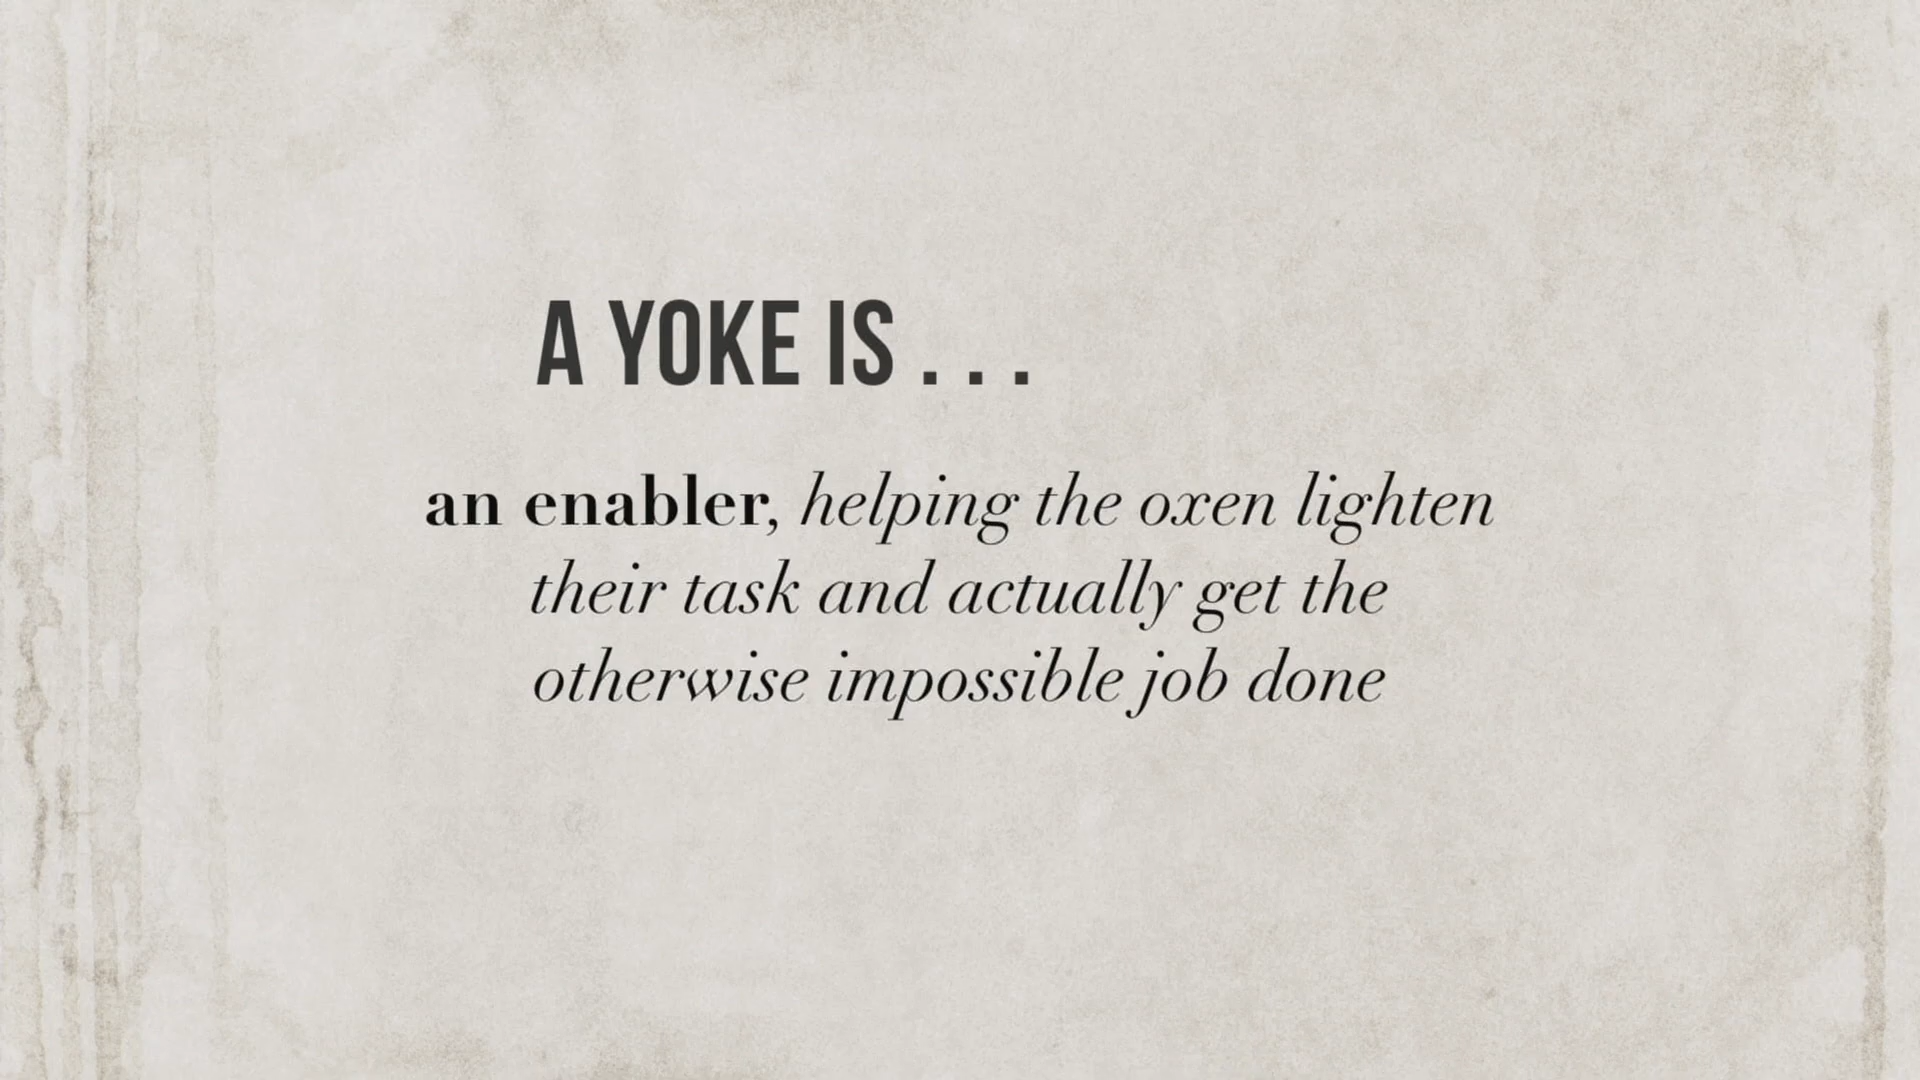 A YOKE IS . . .
an enabler, helping the oxen lighten
their task and actually get the
otherwise impossible job done